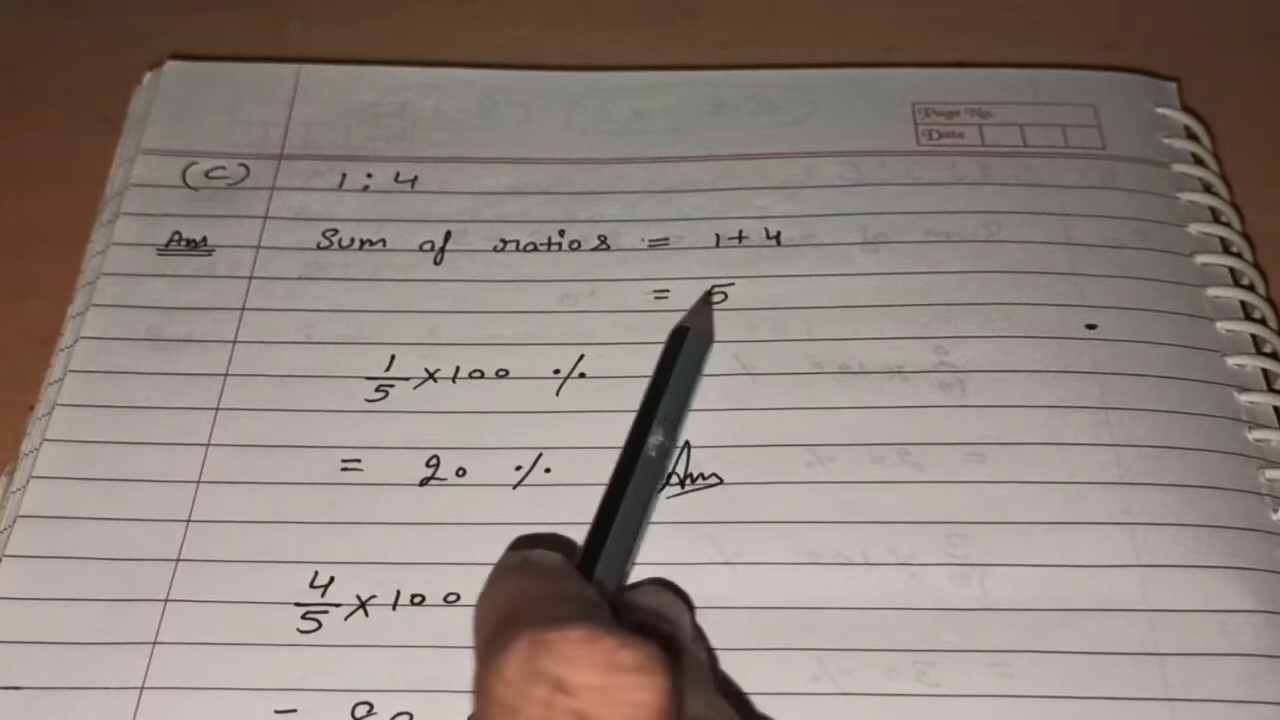 Page No.
Date
(C) 1 : 4
Ans Sum of ratios = 1 + 4
= 5
1/5 × 100 %
= 20 % Ans
4/5 × 100